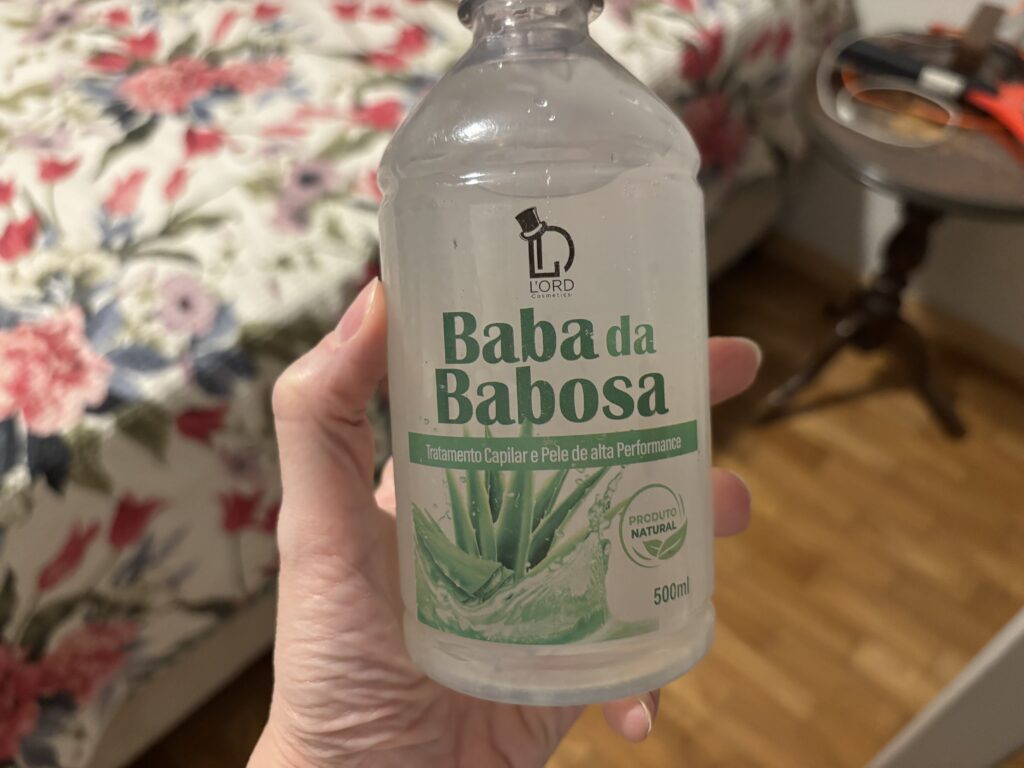 L'ORD
Cosmetics
Baba da
Babosa
Tratamento Capilar e Pele de alta Performance
PRODUTO
NATURAL
500ml